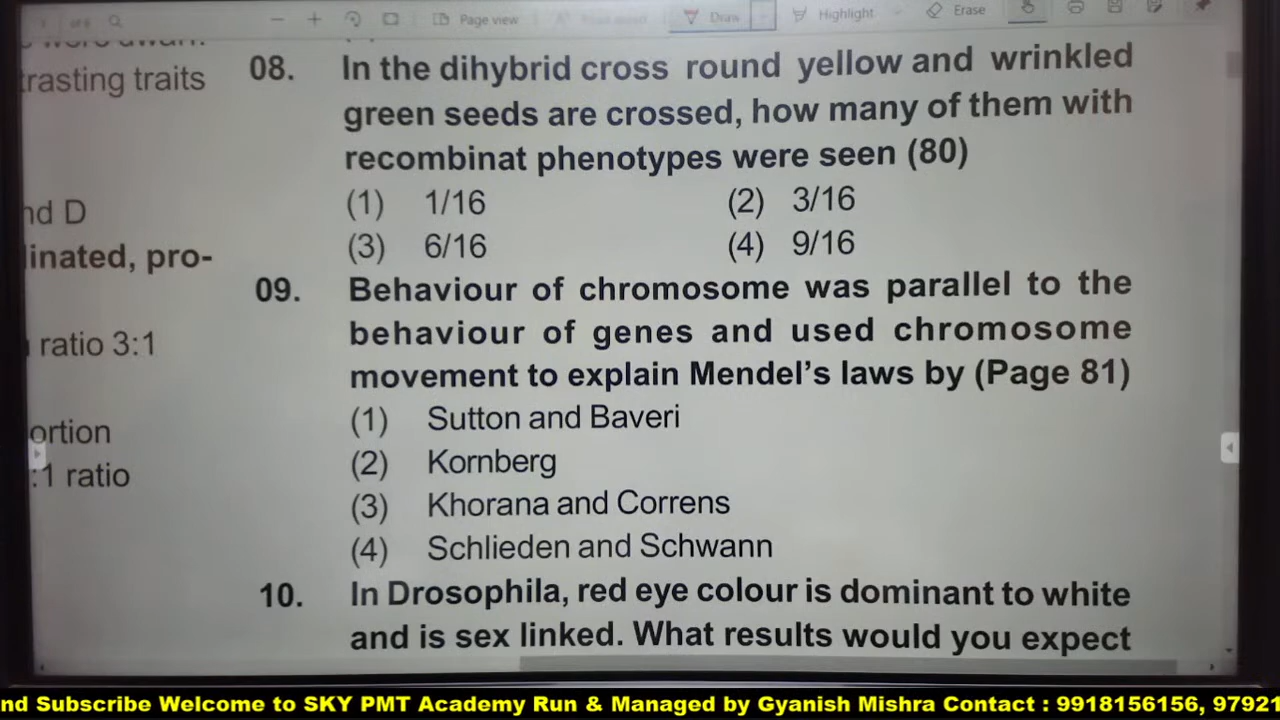 Page view
Draw
Highlight
Erase
trasting traits
nd D
linated, pro-
ratio 3:1
ortion
:1 ratio
08. In the dihybrid cross round yellow and wrinkled
green seeds are crossed, how many of them with
recombinat phenotypes were seen (80)
(1) 1/16 (2) 3/16
(3) 6/16 (4) 9/16
09. Behaviour of chromosome was parallel to the
behaviour of genes and used chromosome
movement to explain Mendel's laws by (Page 81)
(1) Sutton and Baveri
(2) Kornberg
(3) Khorana and Correns
(4) Schlieden and Schwann
10. In Drosophila, red eye colour is dominant to white
and is sex linked. What results would you expect
nd Subscribe Welcome to SKY PMT Academy Run & Managed by Gyanish Mishra Contact : 9918156156, 97921